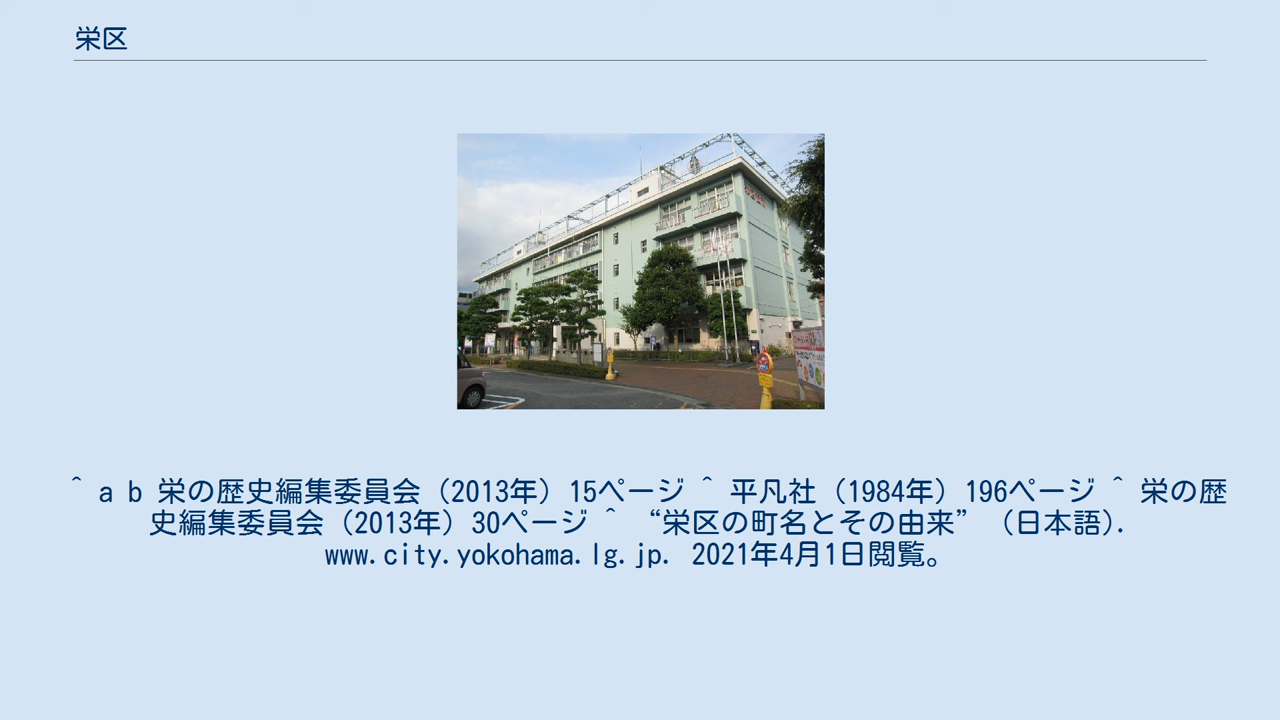 栄区
^ a b 栄の歴史編集委員会（2013年）15ページ ^ 平凡社（1984年）196ページ ^ 栄の歴
史編集委員会（2013年）30ページ ^ “栄区の町名とその由来” （日本語）.
www.city.yokohama.lg.jp. 2021年4月1日閲覧。